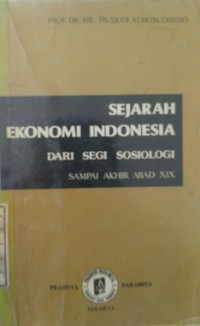 PROF. DR. MR. PRAJUDI ATMOSUDIRDJO
SEJARAH
EKONOMI INDONESIA
DARI SEGI SOSIOLOGI
SAMPAI AKHIR ABAD XIX
PRADNYA PARAMITA
JAKARTA